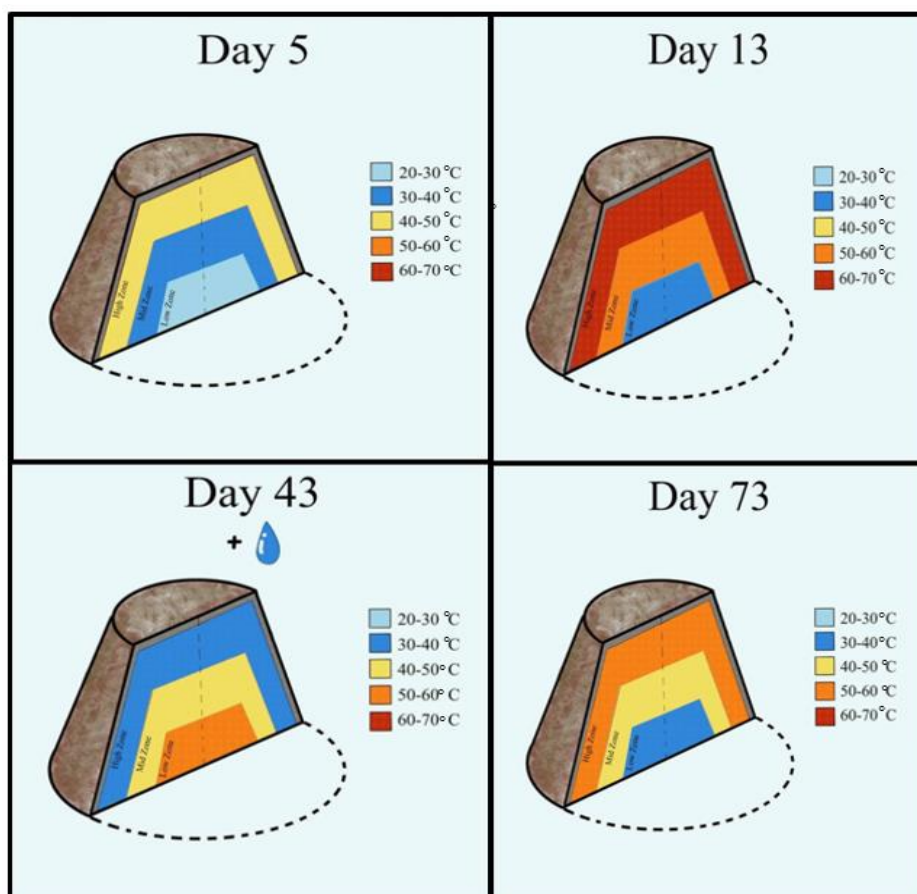 Day 5
20-30 °C
30-40 °C
40-50 °C
50-60 °C
60-70 °C
High Zone
Mid Zone
Low Zone
Day 13
20-30 °C
30-40 °C
40-50 °C
50-60 °C
60-70 °C
High Zone
Mid Zone
Low Zone
Day 43
+
20-30 °C
30-40 °C
40-50° C
50-60° C
60-70° C
High Zone
Mid Zone
Low Zone
Day 73
20-30°C
30-40°C
40-50 °C
50-60 °C
60-70 °C
High Zone
Mid Zone
Low Zone